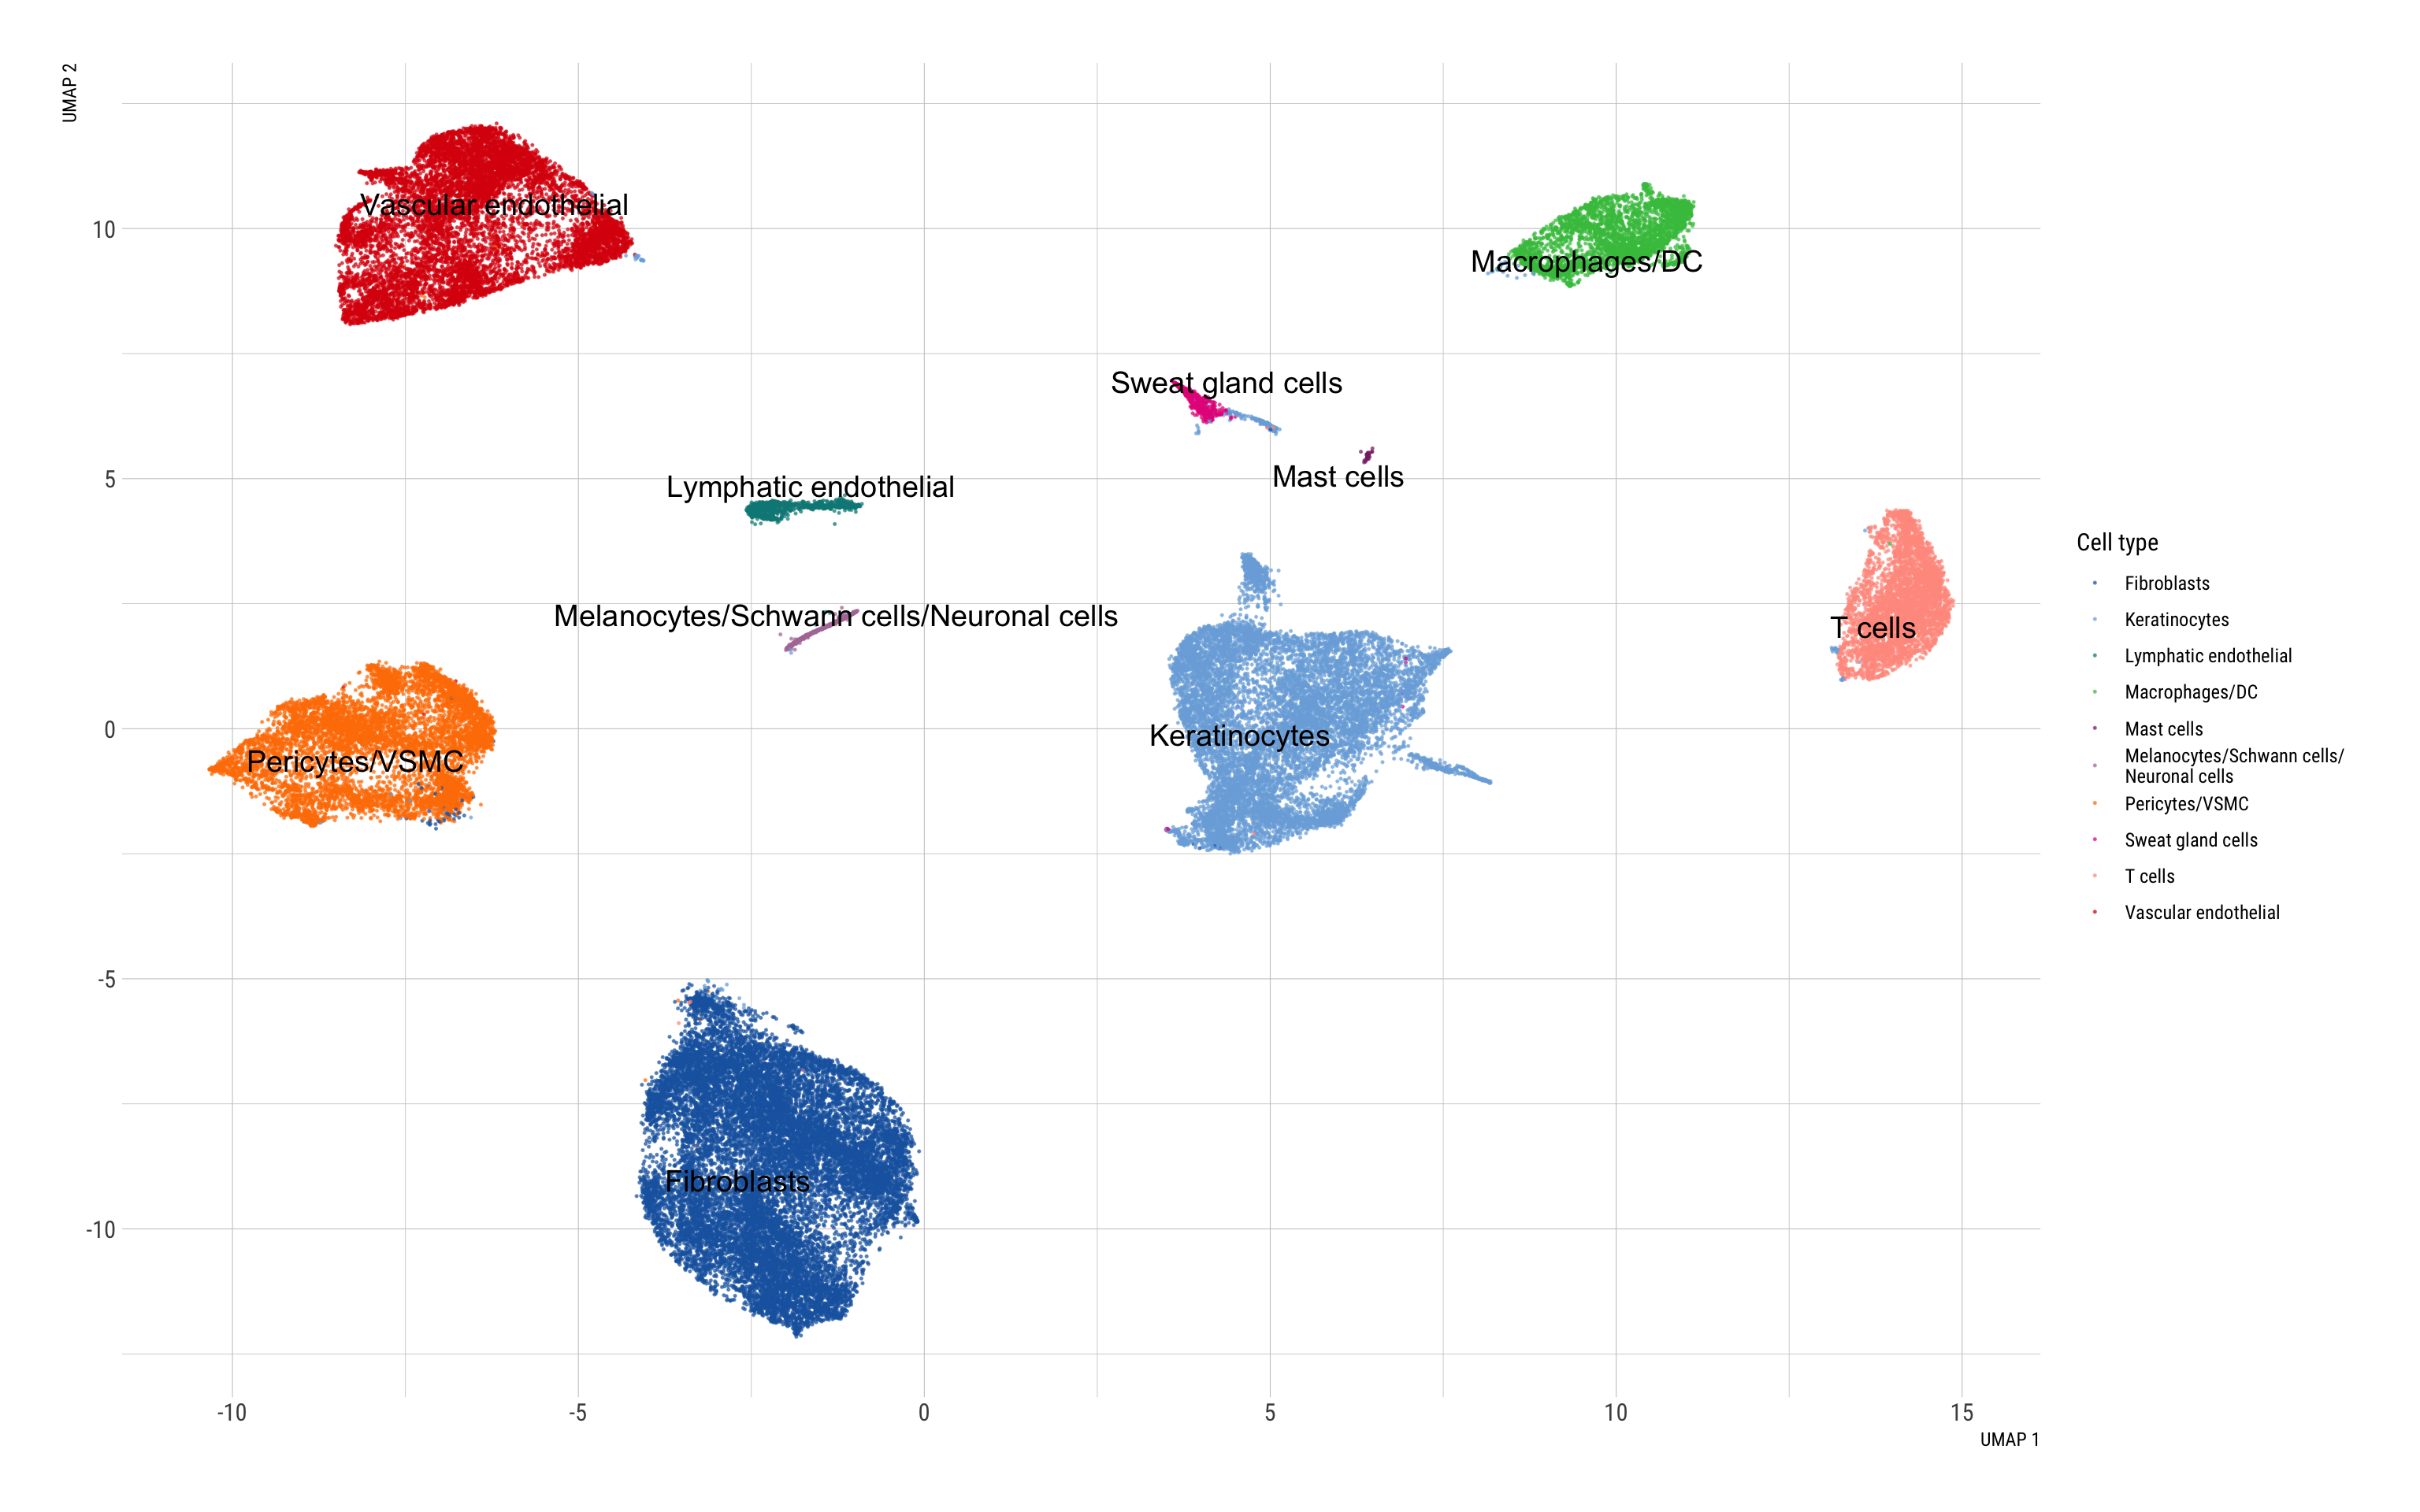 UMAP 2
Vascular endothelial
10
Macrophages/DC
Sweat gland cells
5
Mast cells
Lymphatic endothelial
Melanocytes/Schwann cells/Neuronal cells
T cells
0
Keratinocytes
Pericytes/VSMC
-5
Fibroblasts
-10
-10
-5
0
5
10
15
UMAP 1
Cell type
Fibroblasts
Keratinocytes
Lymphatic endothelial
Macrophages/DC
Mast cells
Melanocytes/Schwann cells/
Neuronal cells
Pericytes/VSMC
Sweat gland cells
T cells
Vascular endothelial